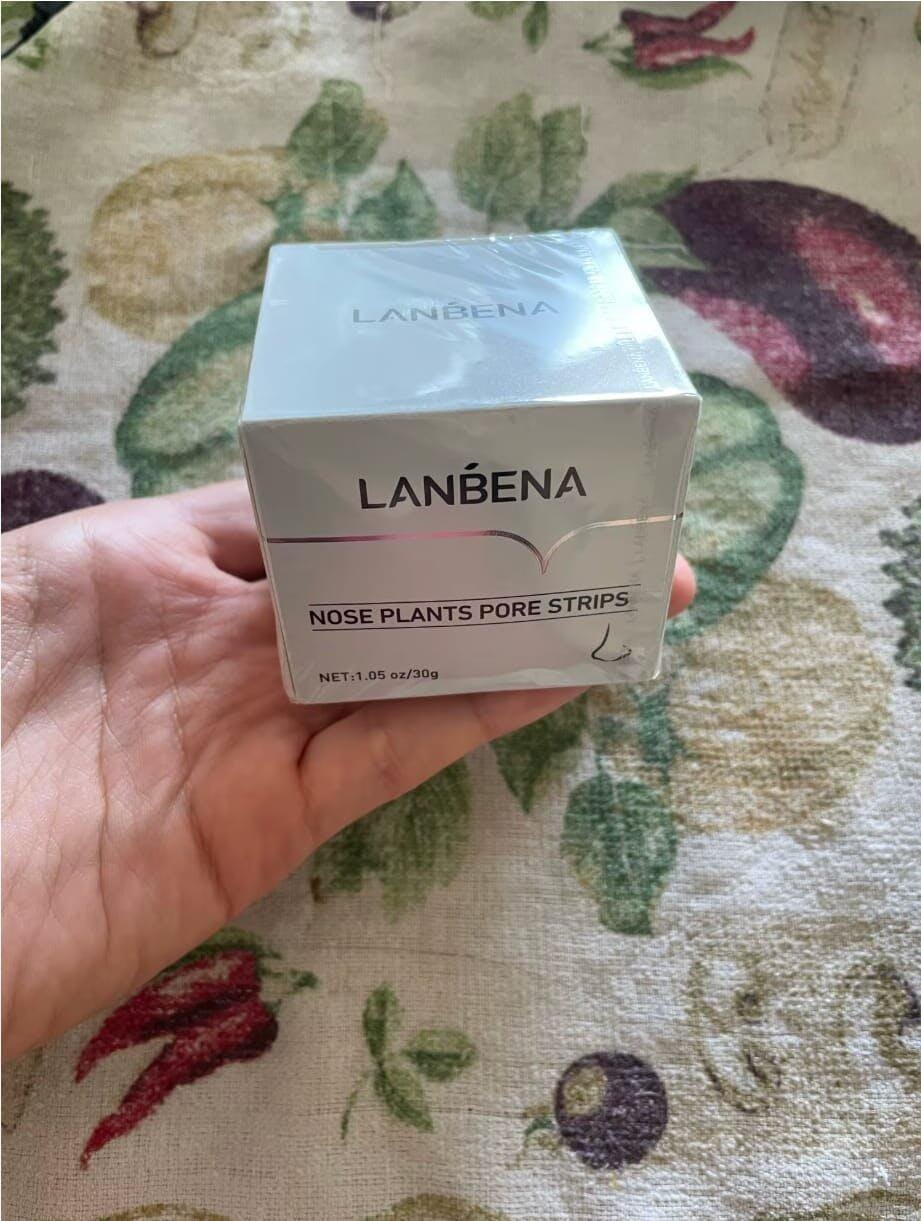 LANBENA
LANBENA
NOSE PLANTS PORE STRIPS
NET:1.05 oz/30g